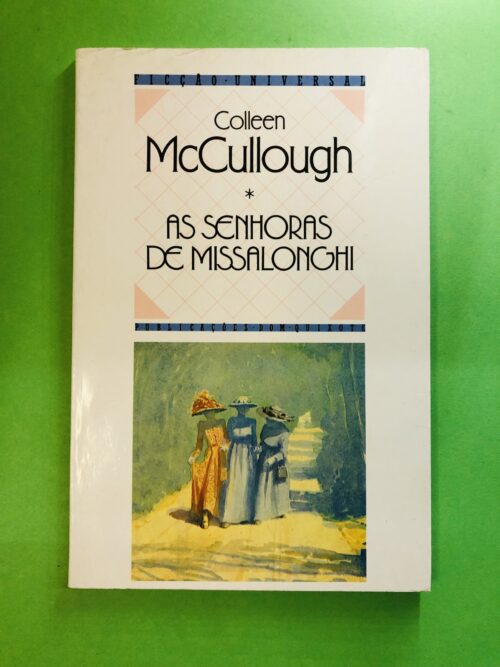 FICÇÃO·UNIVERSAL
Colleen
McCullough
*
AS SENHORAS
DE MISSALONGHI
PUBLICAÇÕES·DOM·QUIXOTE